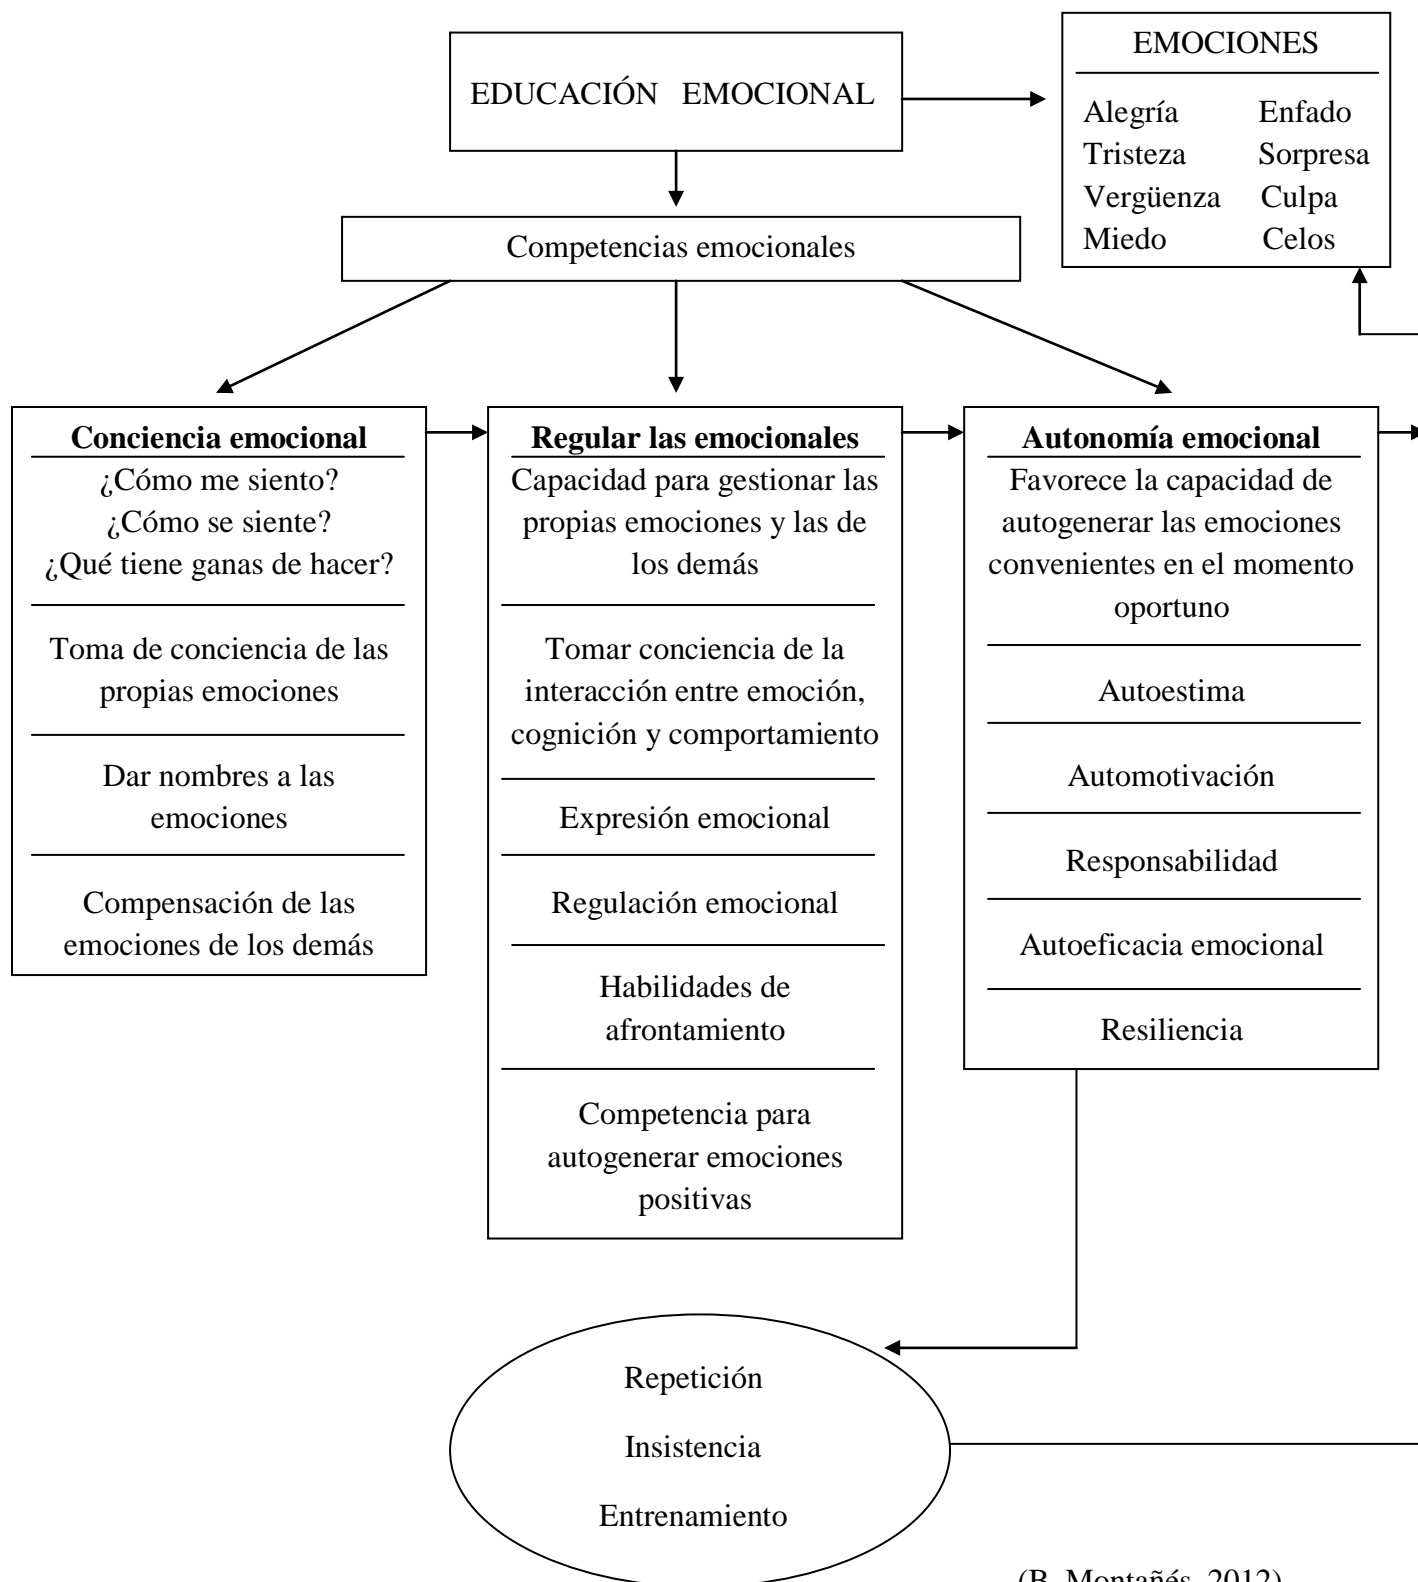 EDUCACIÓN EMOCIONAL
EMOCIONES
Alegría Enfado
Tristeza Sorpresa
Vergüenza Culpa
Miedo Celos
Competencias emocionales
Conciencia emocional
¿Cómo me siento?
¿Cómo se siente?
¿Qué tiene ganas de hacer?
Toma de conciencia de las
propias emociones
Dar nombres a las
emociones
Compensación de las
emociones de los demás
Regular las emocionales
Capacidad para gestionar las
propias emociones y las de
los demás
Tomar conciencia de la
interacción entre emoción,
cognición y comportamiento
Expresión emocional
Regulación emocional
Habilidades de
afrontamiento
Competencia para
autogenerar emociones
positivas
Autonomía emocional
Favorece la capacidad de
autogenerar las emociones
convenientes en el momento
oportuno
Autoestima
Automotivación
Responsabilidad
Autoeficacia emocional
Resiliencia
Repetición
Insistencia
Entrenamiento
(B. Montañés, 2012)